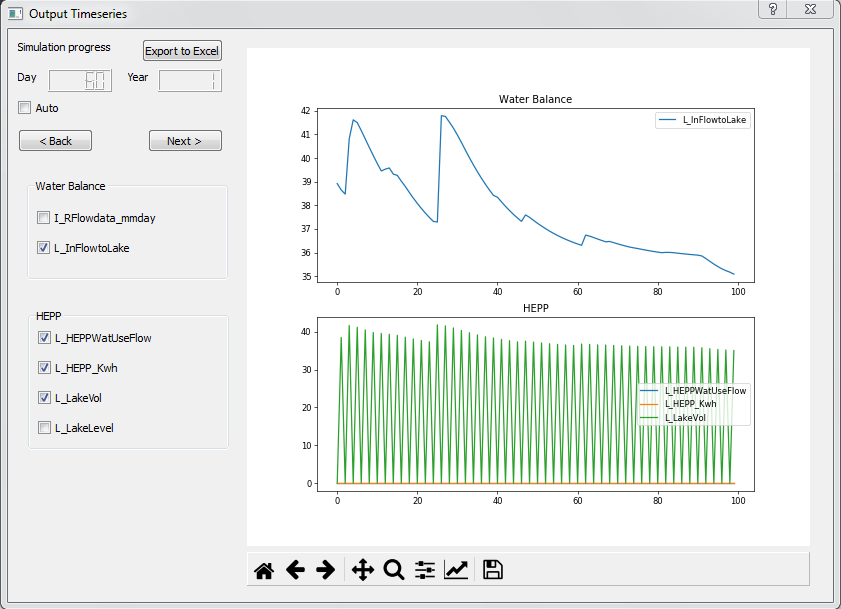 Output Timeseries
Simulation progress
Export to Excel
Day
Year 1
Auto
< Back Next >
Water Balance
I_RFlowdata_mmday
L_InFlowtoLake
HEPP
L_HEPPWatUseFlow
L_HEPP_Kwh
L_LakeVol
L_LakeLevel
Water Balance
L_InFlowtoLake
42
41
40
39
38
37
36
35
0 20 40 60 80 100
HEPP
L_HEPPWatUseFlow
L_HEPP_Kwh
L_LakeVol
40
30
20
10
0
0 20 40 60 80 100